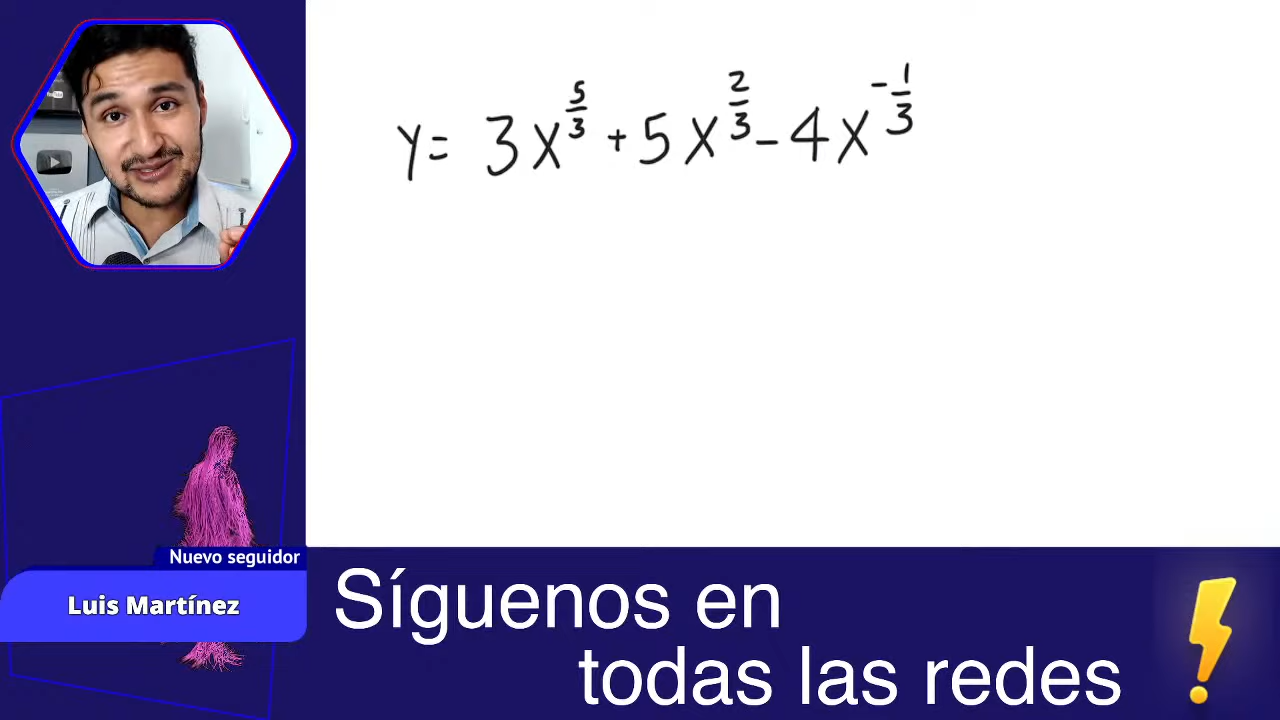 y = 3x^{5/3} + 5x^{2/3} - 4x^{-1/3}
Nuevo seguidor
Luis Martínez
Síguenos en
todas las redes